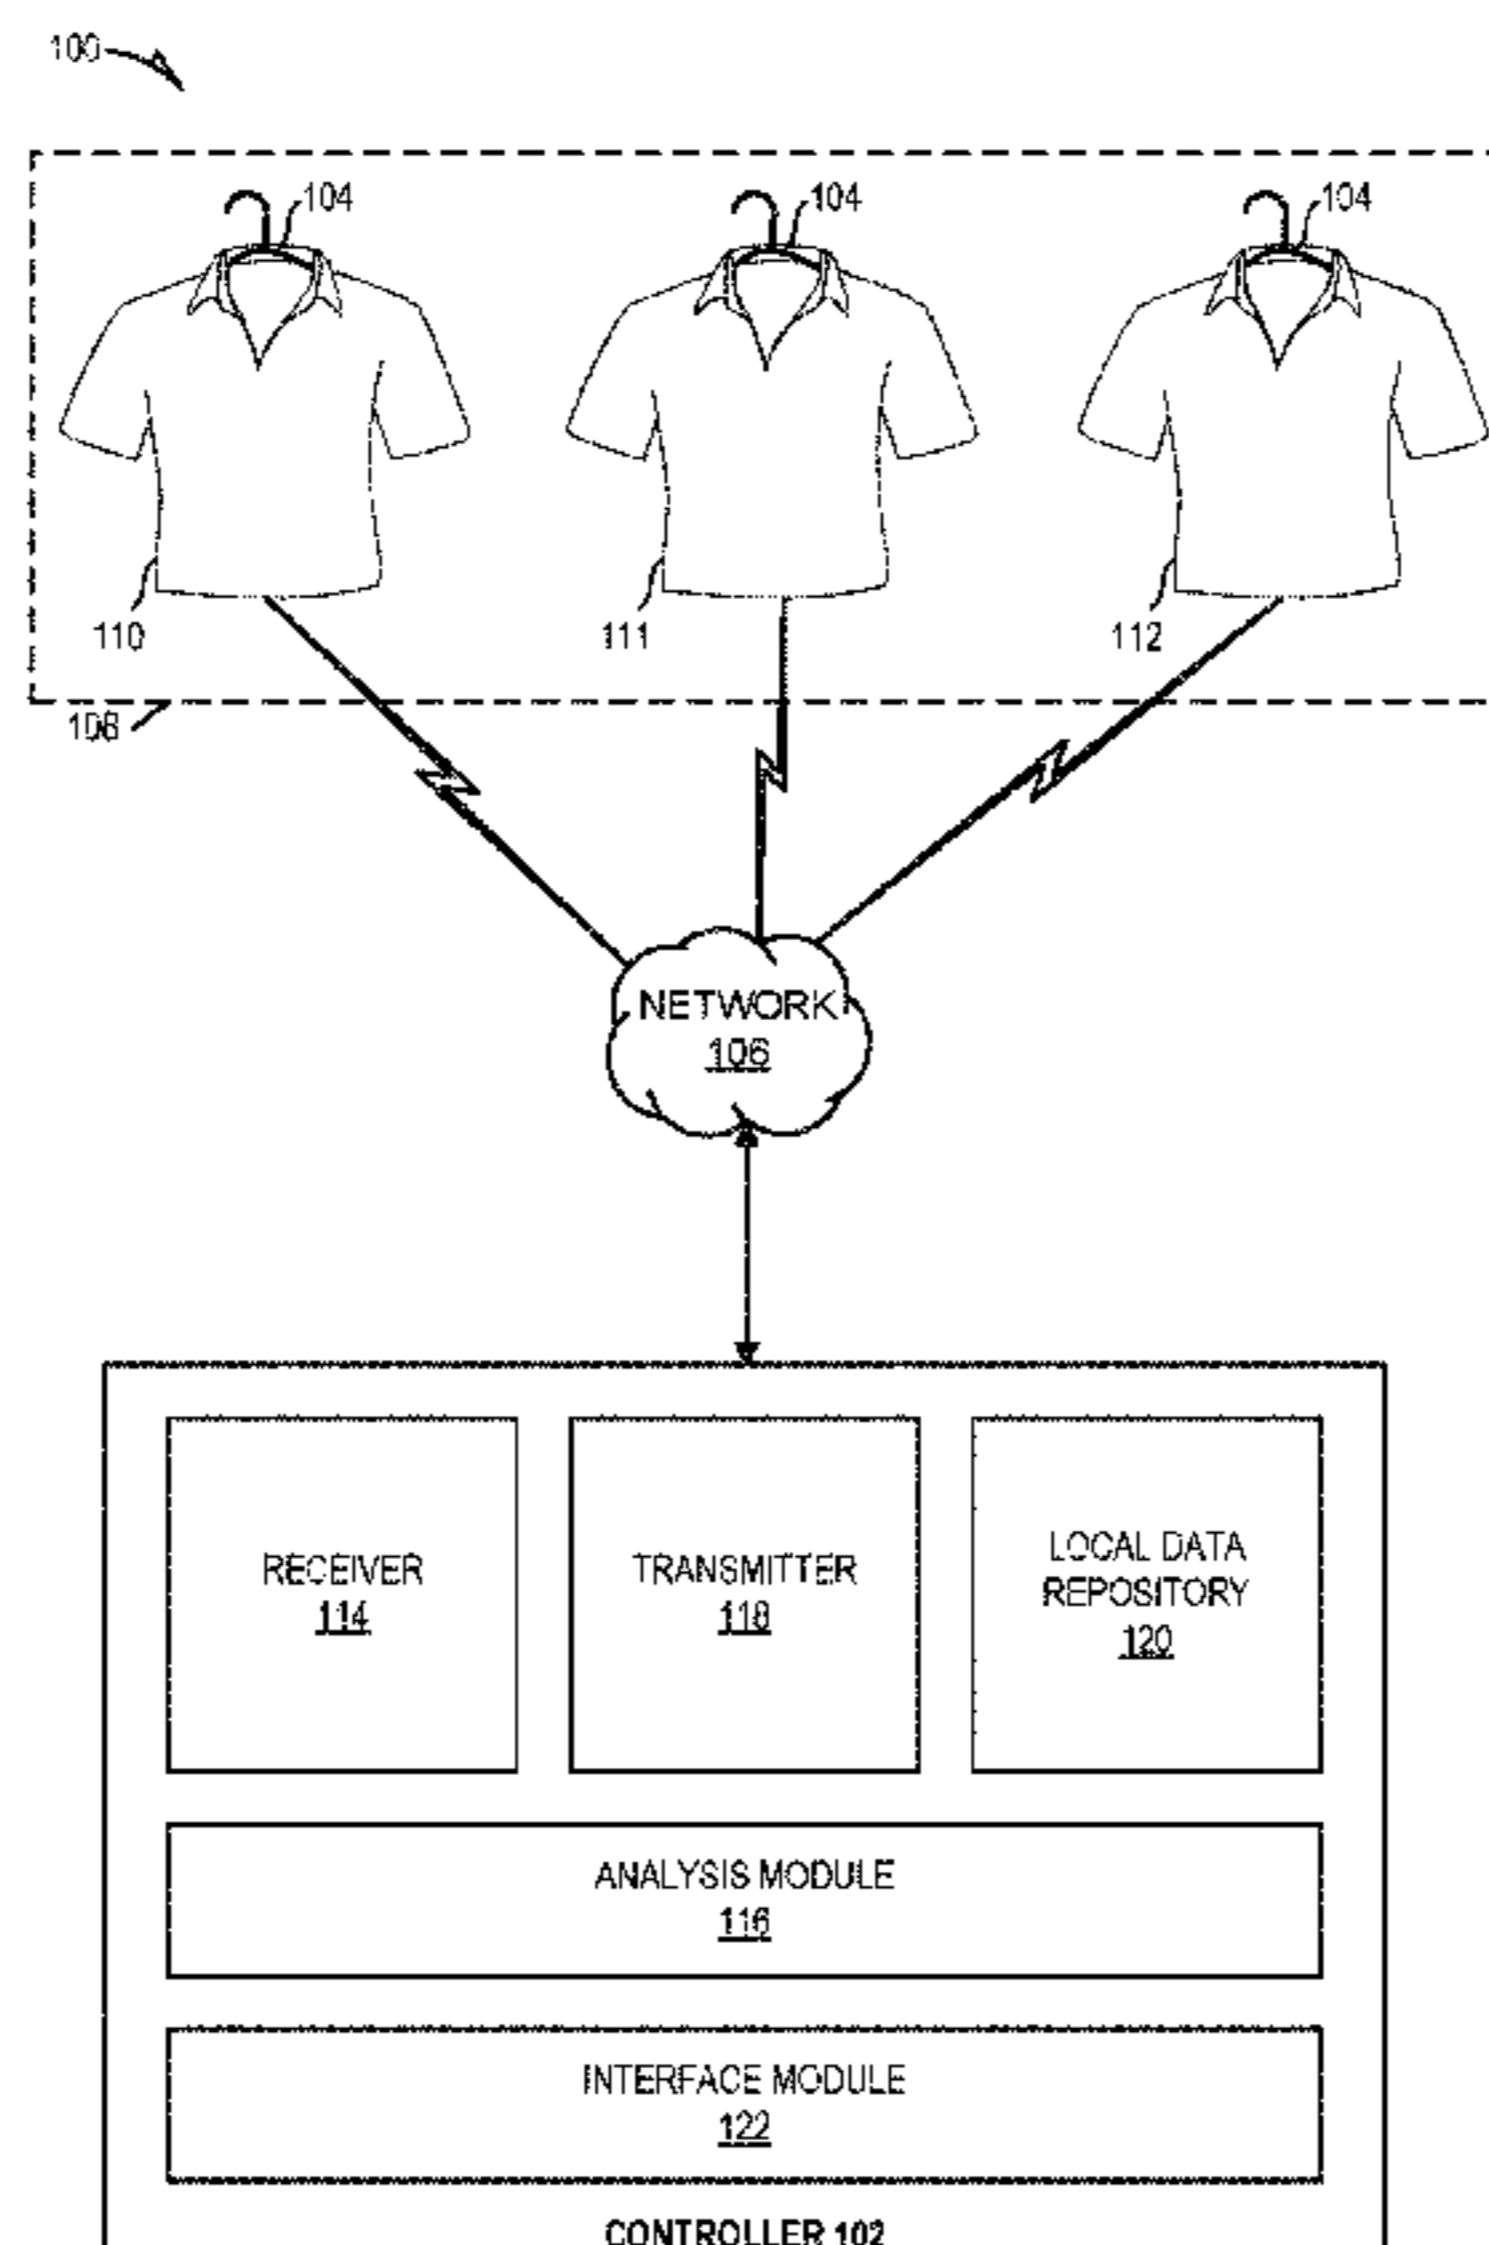 100
104 104 104
110 111 112
108
NETWORK
106
RECEIVER
114
TRANSMITTER
118
LOCAL DATA
REPOSITORY
120
ANALYSIS MODULE
116
INTERFACE MODULE
122
CONTROLLER 102